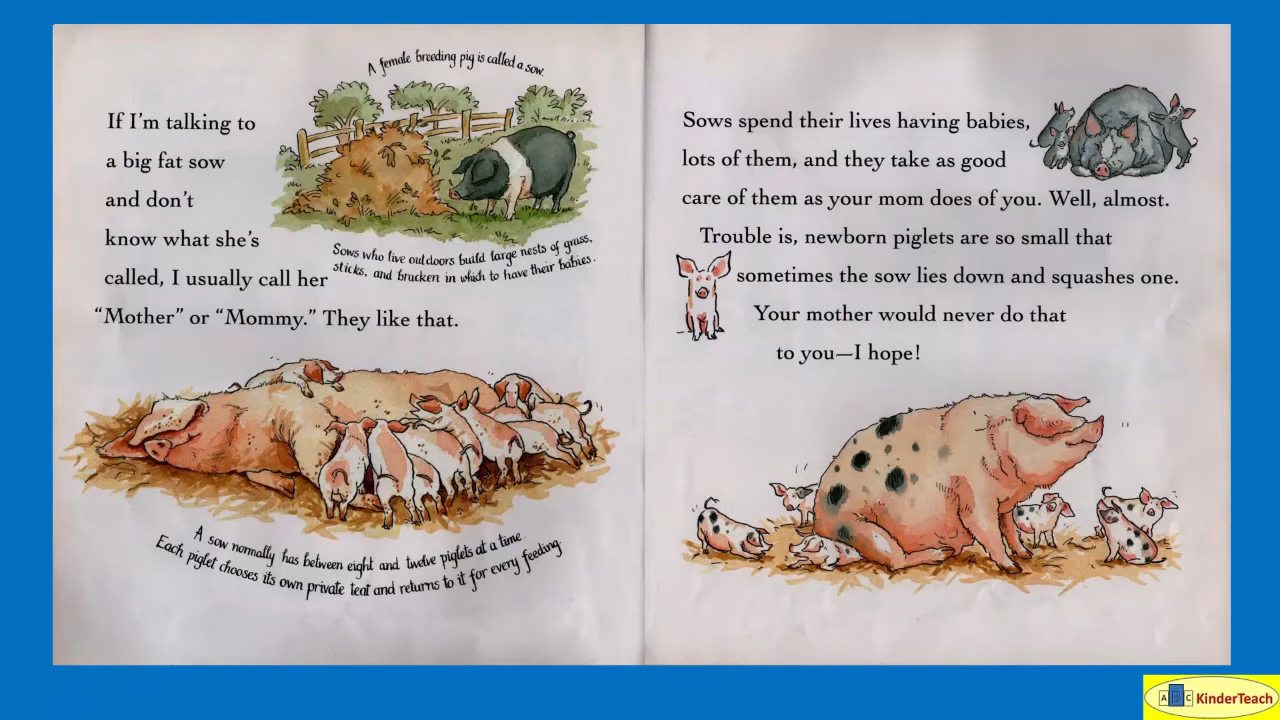 A female breeding pig is called a sow.
If I'm talking to
a big fat sow
and don't
know what she's
called, I usually call her
"Mother" or "Mommy." They like that.
Sows who live outdoors build large nests of grass,
sticks, and bracken in which to have their babies.
A sow normally has between eight and twelve piglets at a time.
Each piglet chooses its own private teat and returns to it for every feeding.
Sows spend their lives having babies,
lots of them, and they take as good
care of them as your mom does of you. Well, almost.
Trouble is, newborn piglets are so small that
sometimes the sow lies down and squashes one.
Your mother would never do that
to you—I hope!
ABC KinderTeach